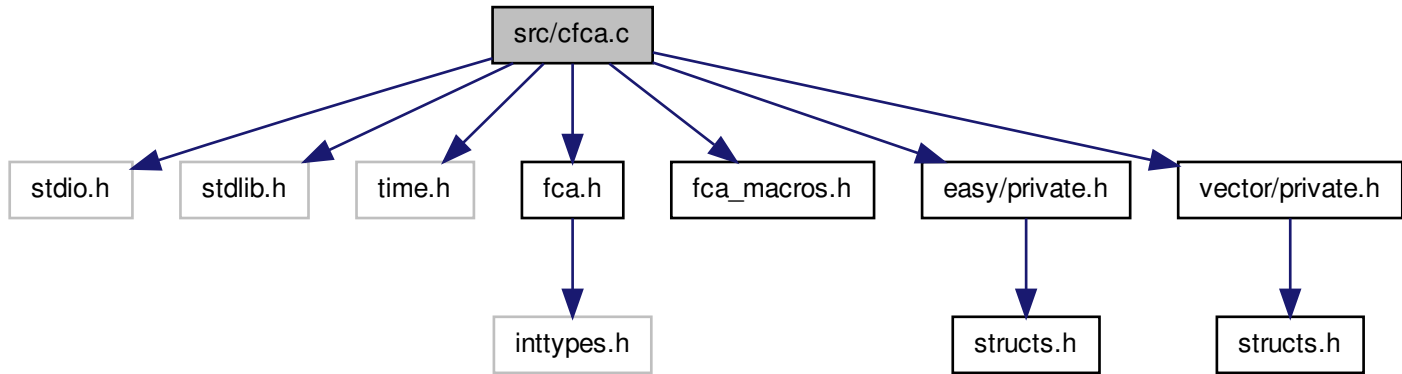 src/cfca.c
stdio.h
stdlib.h
time.h
fca.h
fca_macros.h
easy/private.h
vector/private.h
inttypes.h
structs.h
structs.h